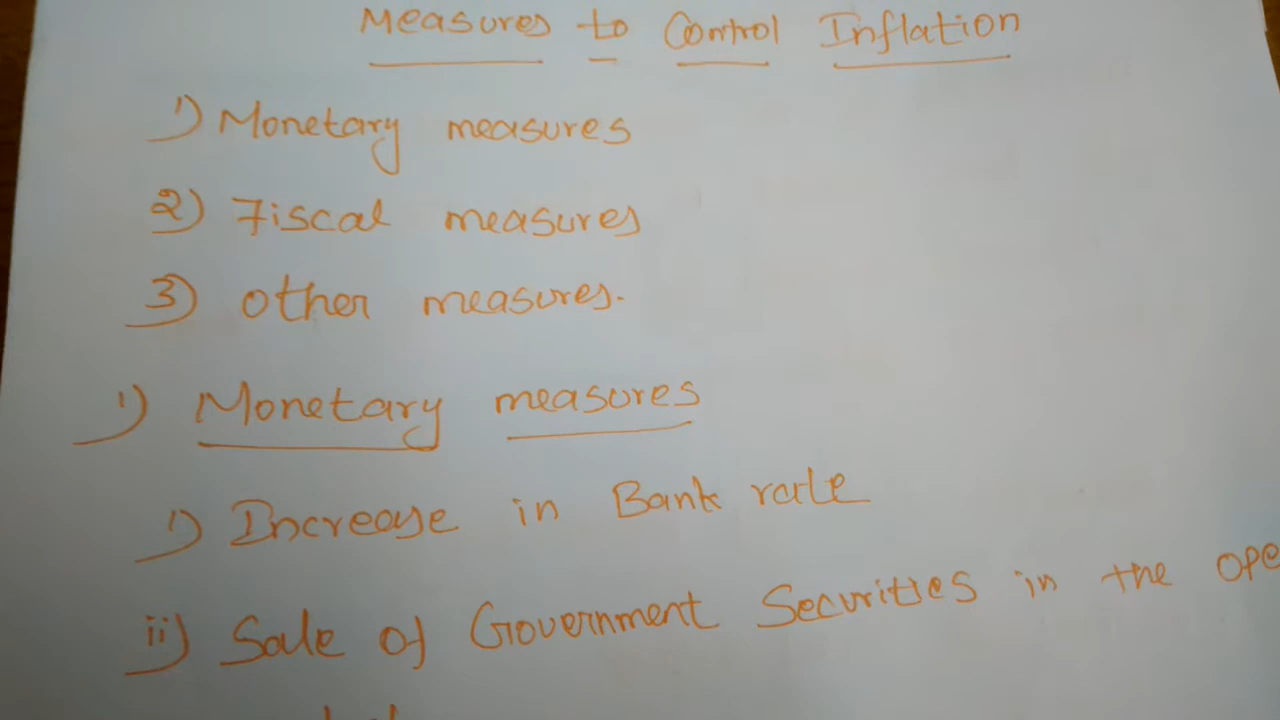 Measures to Control Inflation
1) Monetary measures
2) Fiscal measures
3) other measures.
1) Monetary measures
i) Increase in Bank rate
ii) Sale of Government Securities in the ope